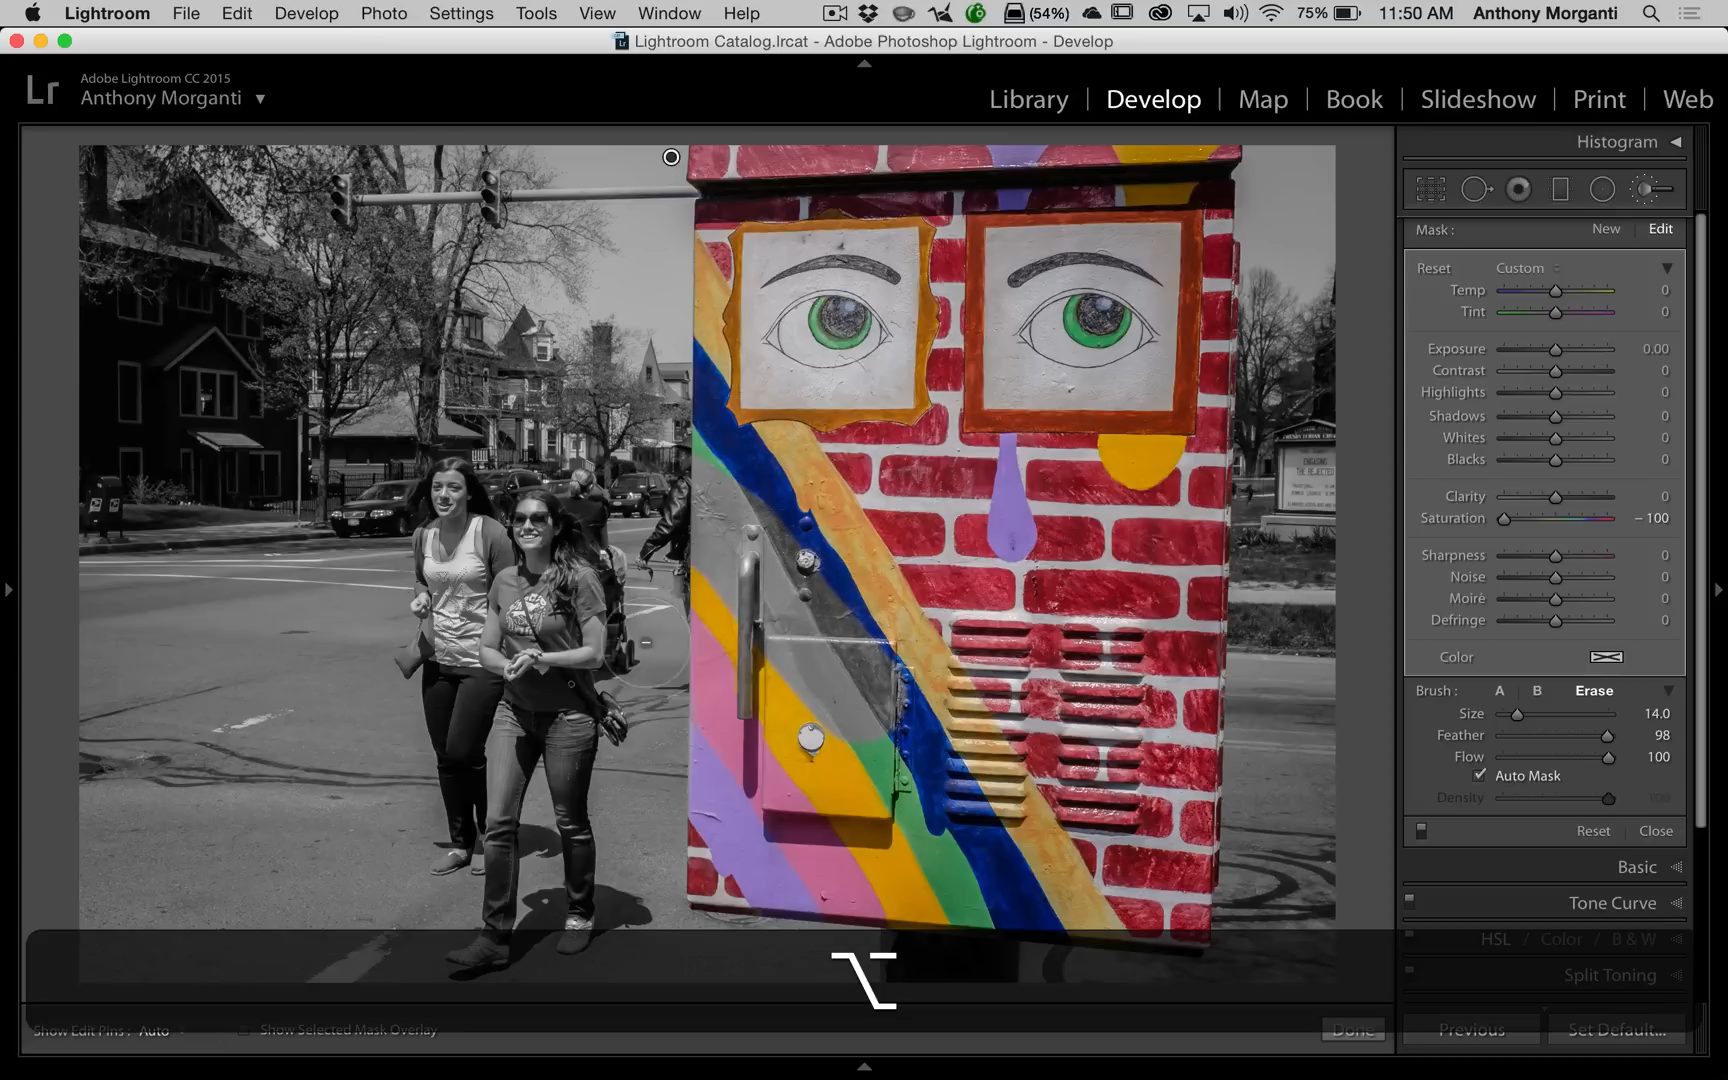 Lightroom File Edit Develop Photo Settings Tools View Window Help (54%) 75% 11:50 AM Anthony Morganti
Lightroom Catalog.lrcat - Adobe Photoshop Lightroom - Develop
Lr
Adobe Lightroom CC 2015
Anthony Morganti
Library | Develop | Map | Book | Slideshow | Print | Web
Histogram
Mask : New Edit
Reset Custom
Temp 0
Tint 0
Exposure 0.00
Contrast 0
Highlights 0
Shadows 0
Whites 0
Blacks 0
Clarity 0
Saturation – 100
Sharpness 0
Noise 0
Moiré 0
Defringe 0
Color
Brush : A B Erase
Size 14.0
Feather 98
Flow 100
Auto Mask
Density 100
Reset Close
Basic
Tone Curve
HSL / Color / B & W
Split Toning
Show Edit Pins : Auto Show Selected Mask Overlay Done Previous Set Default...